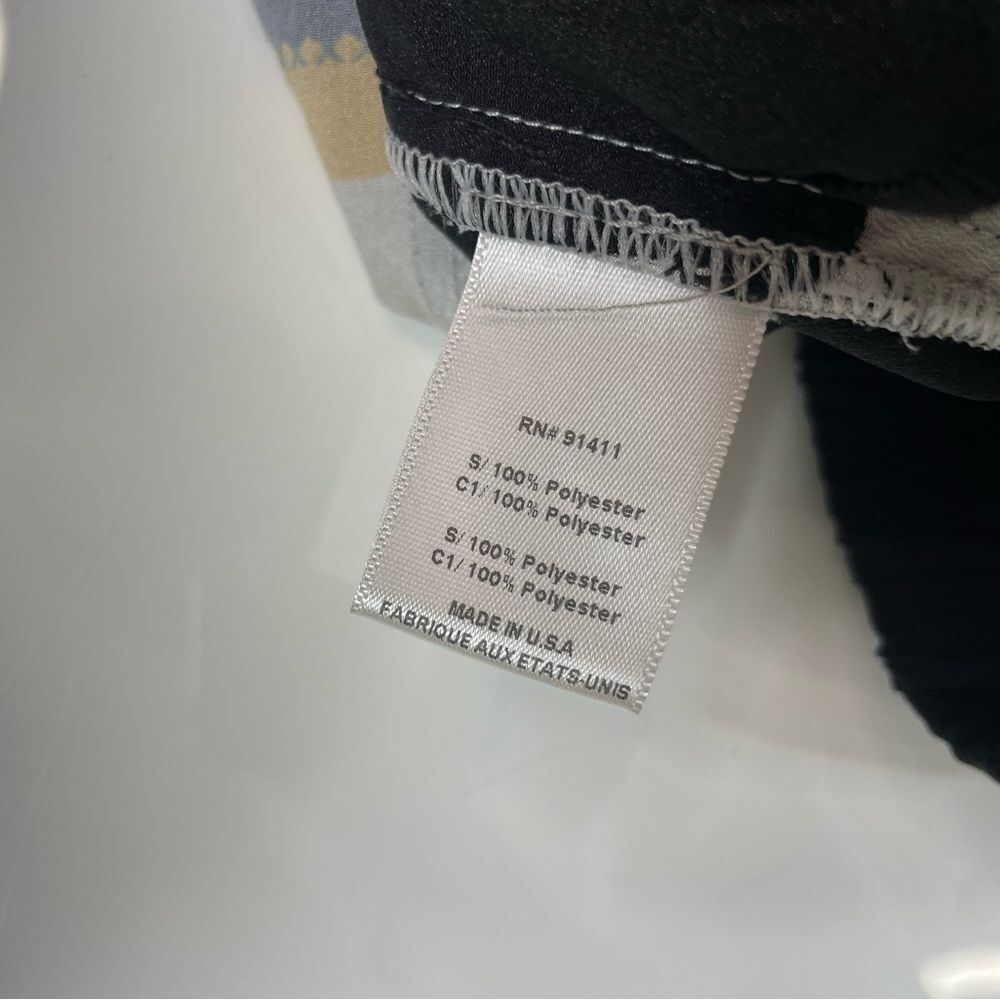 RN# 91411
S/ 100% Polyester
C1/ 100% Polyester
S/ 100% Polyester
C1/ 100% Polyester
MADE IN U.S.A
FABRIQUE AUX ETATS-UNIS